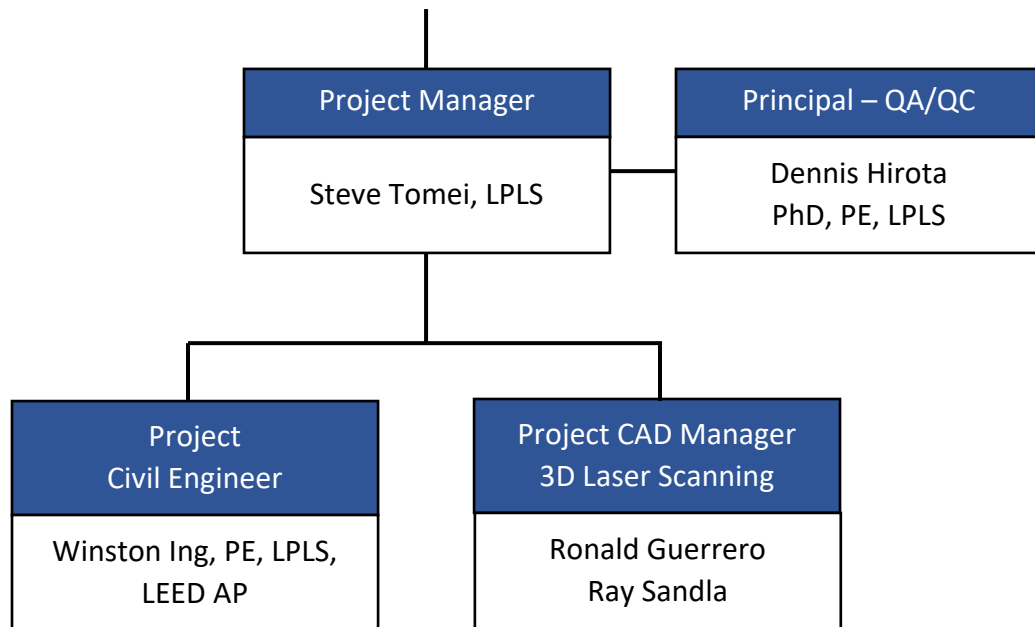 Project Manager
Steve Tomei, LPLS
Principal – QA/QC
Dennis Hirota
PhD, PE, LPLS
Project
Civil Engineer
Winston Ing, PE, LPLS,
LEED AP
Project CAD Manager
3D Laser Scanning
Ronald Guerrero
Ray Sandla